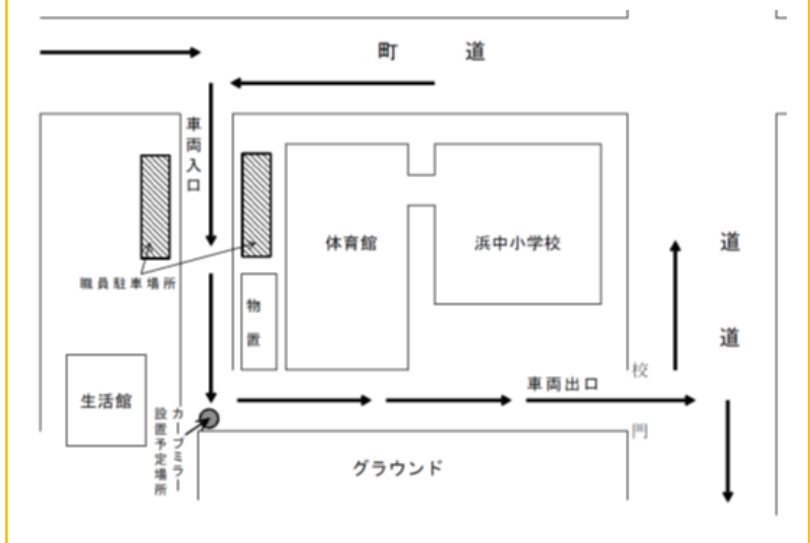 町　道
車両入口
体育館
浜中小学校
道
道
職員駐車場所
物置
校
車両出口
生活館
カーブミラー
設置予定場所
門
グラウンド